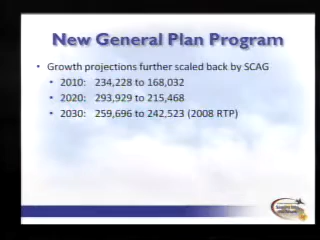 New General Plan Program
• Growth projections further scaled back by SCAG
• 2010: 234,228 to 168,032
• 2020: 293,929 to 215,468
• 2030: 259,696 to 242,523 (2008 RTP)